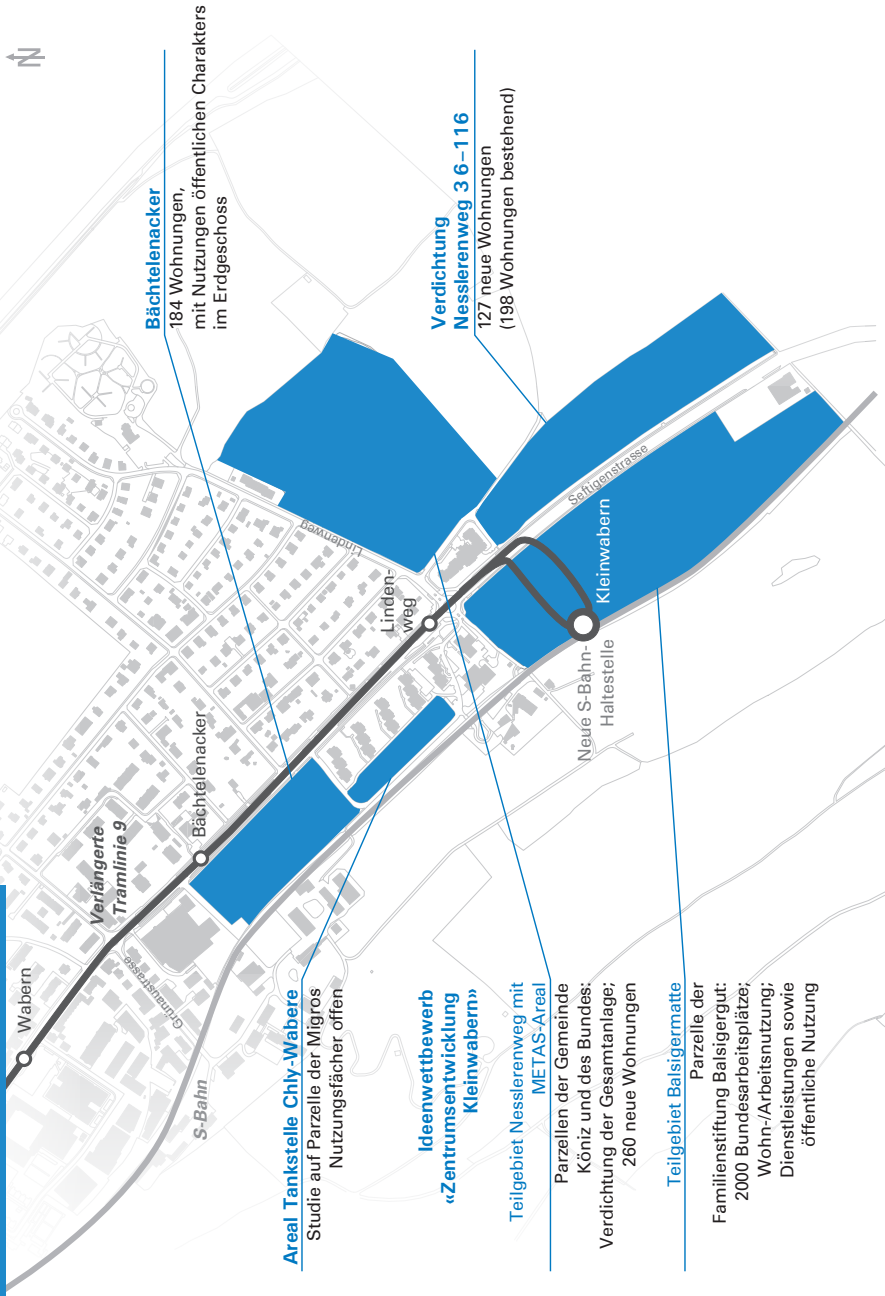 Wabern
Verlängerte
Tramlinie 9
Bächtelenacker
Grünaustrasse
S-Bahn
Linden-
weg
Lindenweg
Neue S-Bahn-
Haltestelle
Kleinwabern
Seftigenstrasse
N
Bächtelenacker
184 Wohnungen,
mit Nutzungen öffentlichen Charakters
im Erdgeschoss
Verdichtung
Nesslerenweg 3 6–116
127 neue Wohnungen
(198 Wohnungen bestehend)
Areal Tankstelle Chly-Wabere
Studie auf Parzelle der Migros
Nutzungsfächer offen
Ideenwettbewerb
«Zentrumsentwicklung
Kleinwabern»
Teilgebiet Nesslerenweg mit
METAS-Areal
Parzellen der Gemeinde
Köniz und des Bundes:
Verdichtung der Gesamtanlage;
260 neue Wohnungen
Teilgebiet Balsigermatte
Parzelle der
Familienstiftung Balsigergut:
2000 Bundesarbeitsplätze;
Wohn-/Arbeitsnutzung;
Dienstleistungen sowie
öffentliche Nutzung